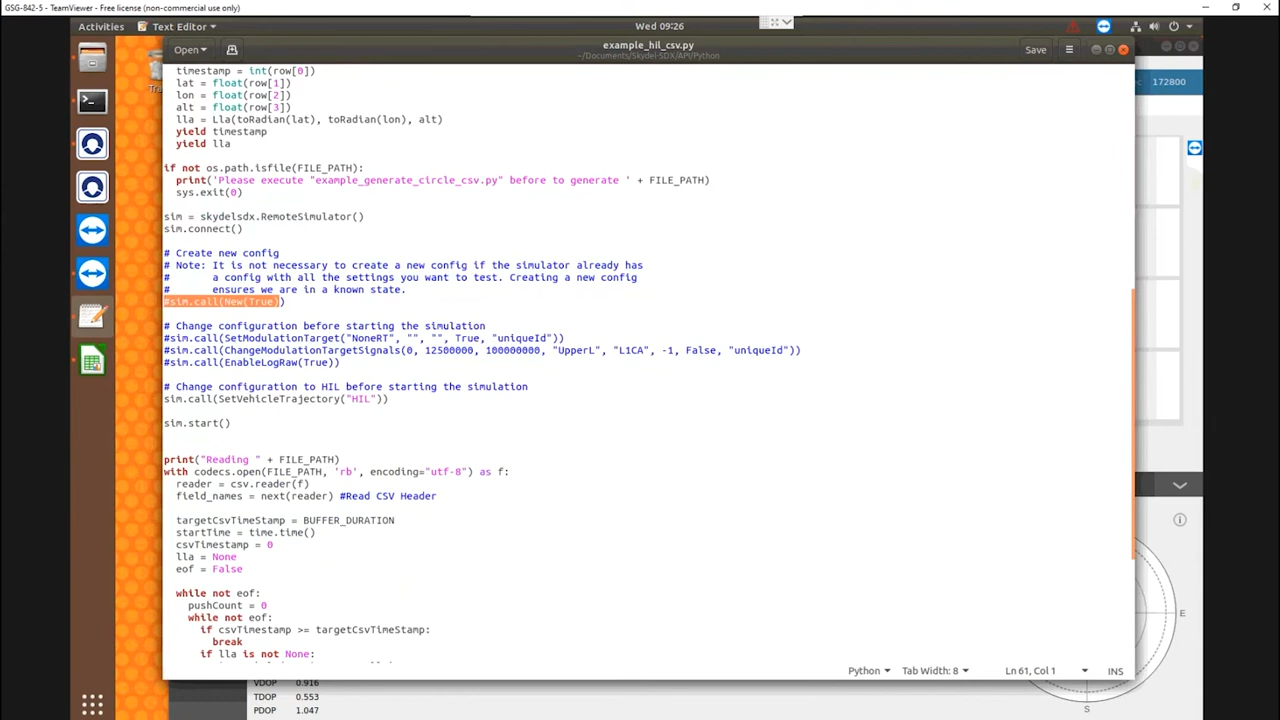 GSG-842-5 - TeamViewer - Free license (non-commercial use only)
Activities
Text Editor
Wed 09:26
Open
example_hil_csv.py
~/Documents/Skydel-SDX/API/Python
Save
172800
timestamp = int(row[0])
lat = float(row[1])
lon = float(row[2])
alt = float(row[3])
lla = Lla(toRadian(lat), toRadian(lon), alt)
yield timestamp
yield lla
if not os.path.isfile(FILE_PATH):
print('Please execute "example_generate_circle_csv.py" before to generate ' + FILE_PATH)
sys.exit(0)
sim = skydelsdx.RemoteSimulator()
sim.connect()
# Create new config
# Note: It is not necessary to create a new config if the simulator already has
# a config with all the settings you want to test. Creating a new config
# ensures we are in a known state.
#sim.call(New(True))
# Change configuration before starting the simulation
#sim.call(SetModulationTarget("NoneRT", "", "", True, "uniqueId"))
#sim.call(ChangeModulationTargetSignals(0, 12500000, 100000000, "UpperL", "L1CA", -1, False, "uniqueId"))
#sim.call(EnableLogRaw(True))
# Change configuration to HIL before starting the simulation
sim.call(SetVehicleTrajectory("HIL"))
sim.start()
print("Reading " + FILE_PATH)
with codecs.open(FILE_PATH, 'rb', encoding="utf-8") as f:
reader = csv.reader(f)
field_names = next(reader) #Read CSV Header
targetCsvTimeStamp = BUFFER_DURATION
startTime = time.time()
csvTimestamp = 0
lla = None
eof = False
while not eof:
pushCount = 0
while not eof:
if csvTimestamp >= targetCsvTimeStamp:
break
if lla is not None:
Python
Tab Width: 8
Ln 61, Col 1
INS
E
S
VDOP 0.916
TDOP 0.553
PDOP 1.047